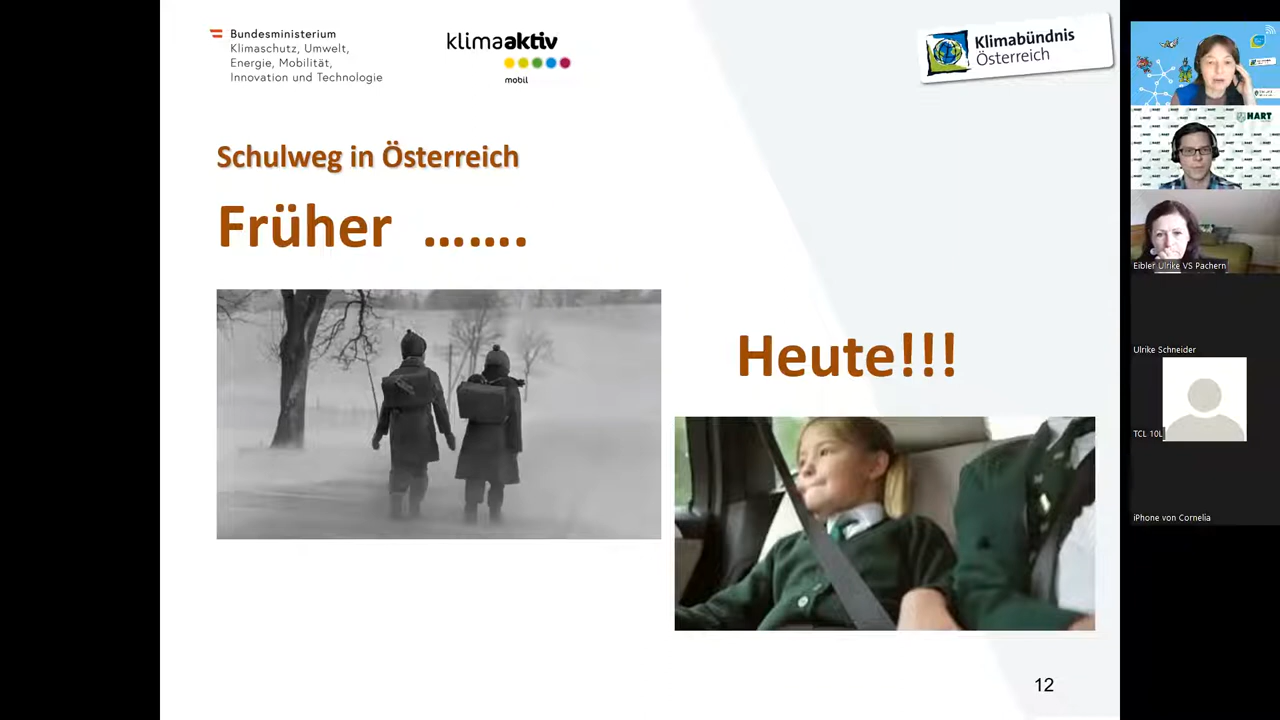 Bundesministerium
Klimaschutz, Umwelt,
Energie, Mobilität,
Innovation und Technologie
klimaaktiv
mobil
Klimabündnis
Österreich
Schulweg in Österreich
Früher …….
Heute!!!
12
HART
Eibler Ulrike VS Pachern
Ulrike Schneider
TCL 10L
iPhone von Cornelia